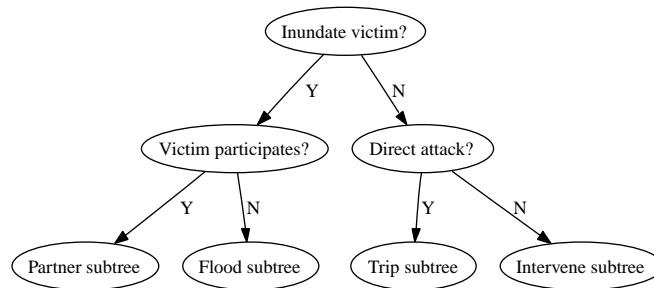 Inundate victim?
Y
N
Victim participates?
Direct attack?
Y
N
Y
N
Partner subtree
Flood subtree
Trip subtree
Intervene subtree